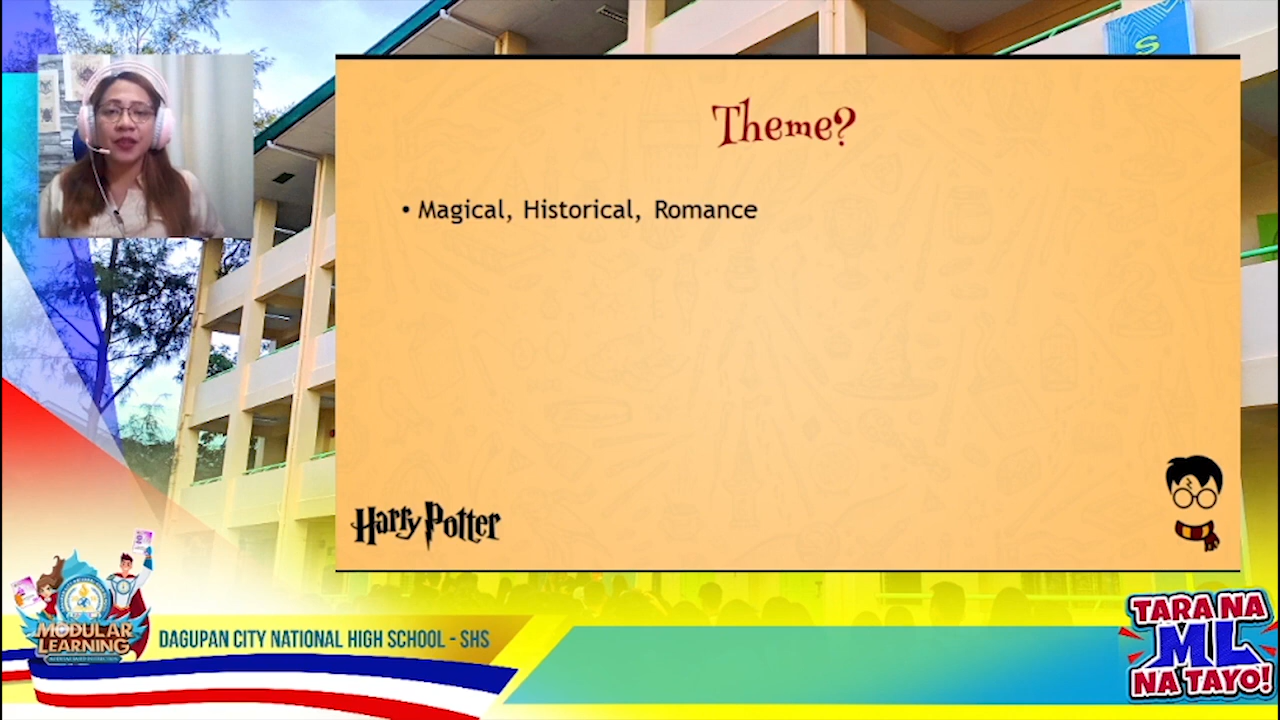 S
Theme?
• Magical, Historical, Romance
Harry Potter
MODULAR
LEARNING
DAGUPAN CITY NATIONAL HIGH SCHOOL - SHS
TARA NA
ML
NA TAYO!